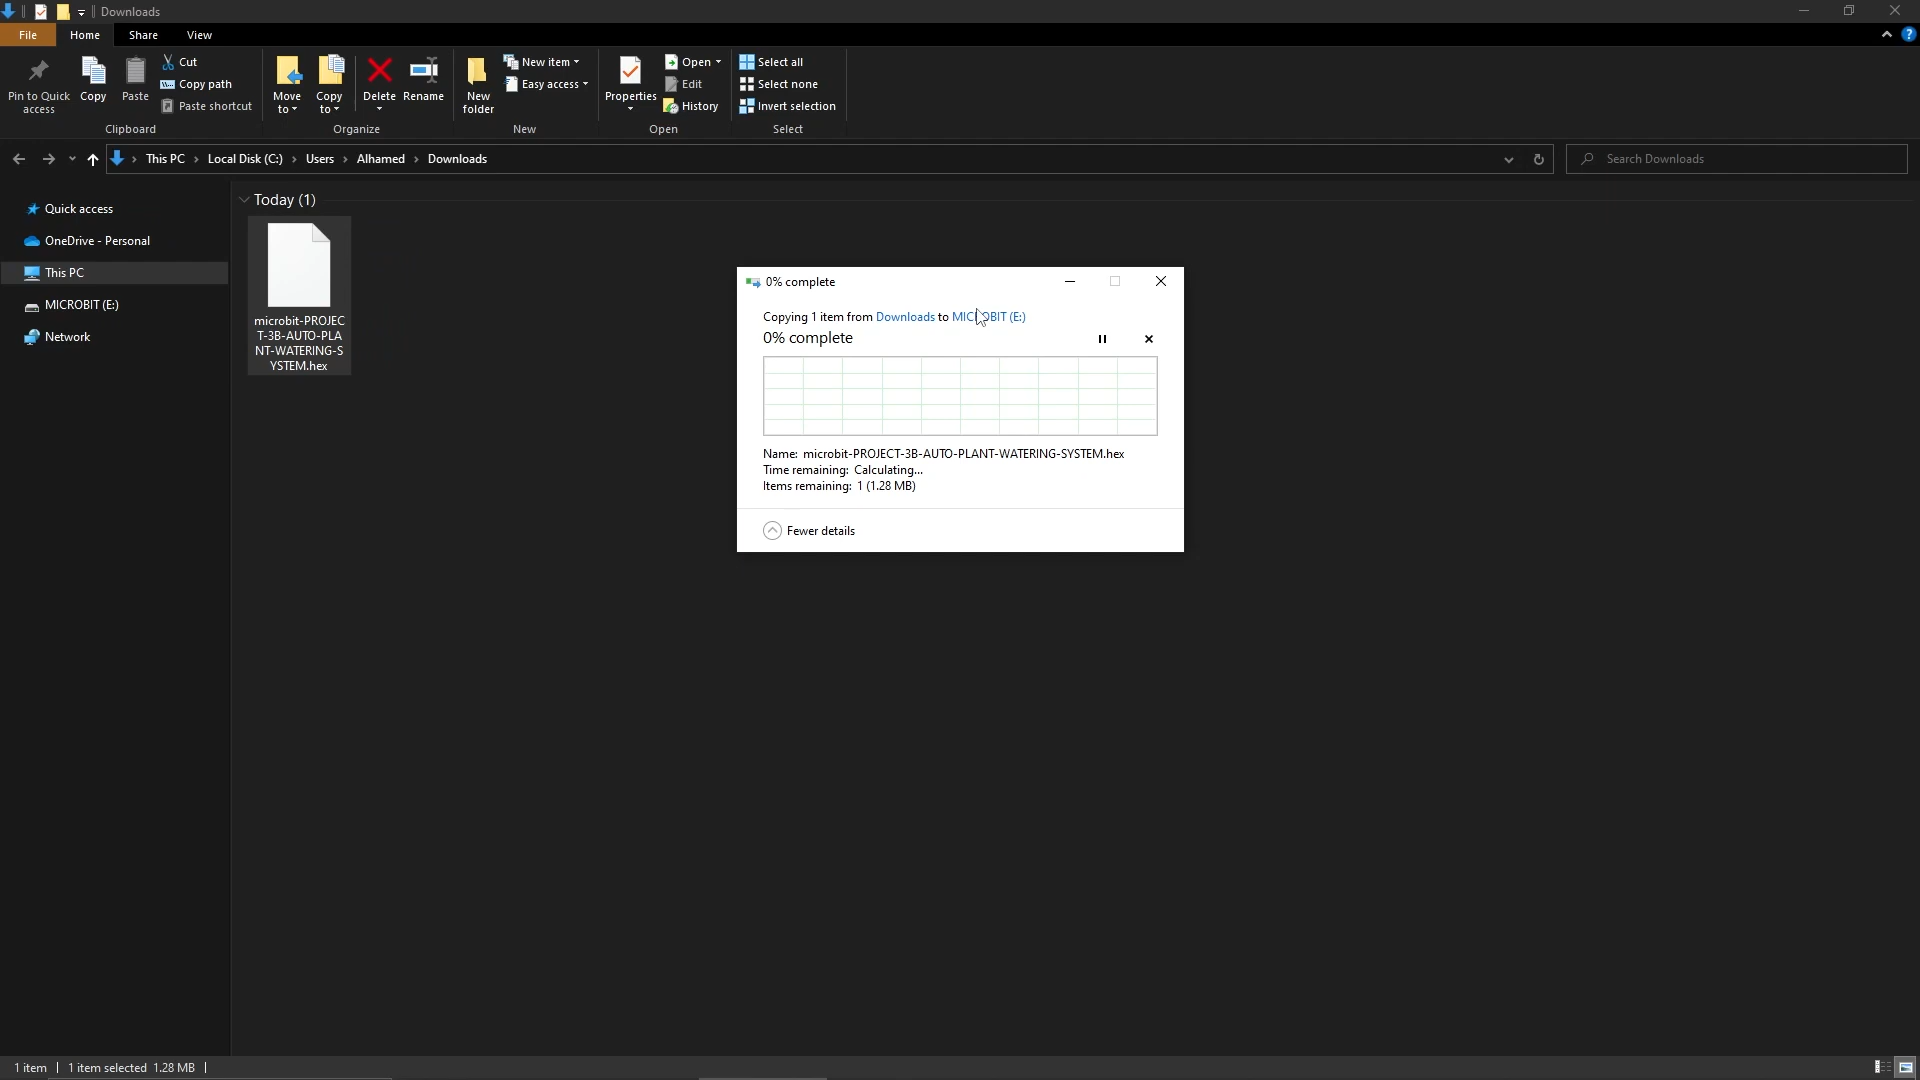 Downloads
File Home Share View
Pin to Quick access
Copy
Paste
Cut
Copy path
Paste shortcut
Clipboard
Move to
Copy to
Delete
Rename
Organize
New folder
New item
Easy access
New
Properties
Open
Edit
History
Open
Select all
Select none
Invert selection
Select
This PC › Local Disk (C:) › Users › Alhamed › Downloads
Search Downloads
Quick access
OneDrive - Personal
This PC
MICROBIT (E:)
Network
Today (1)
microbit-PROJEC
T-3B-AUTO-PLA
NT-WATERING-S
YSTEM.hex
0% complete
Copying 1 item from Downloads to MICROBIT (E:)
0% complete
Name: microbit-PROJECT-3B-AUTO-PLANT-WATERING-SYSTEM.hex
Time remaining: Calculating...
Items remaining: 1 (1.28 MB)
Fewer details
1 item 1 item selected 1.28 MB